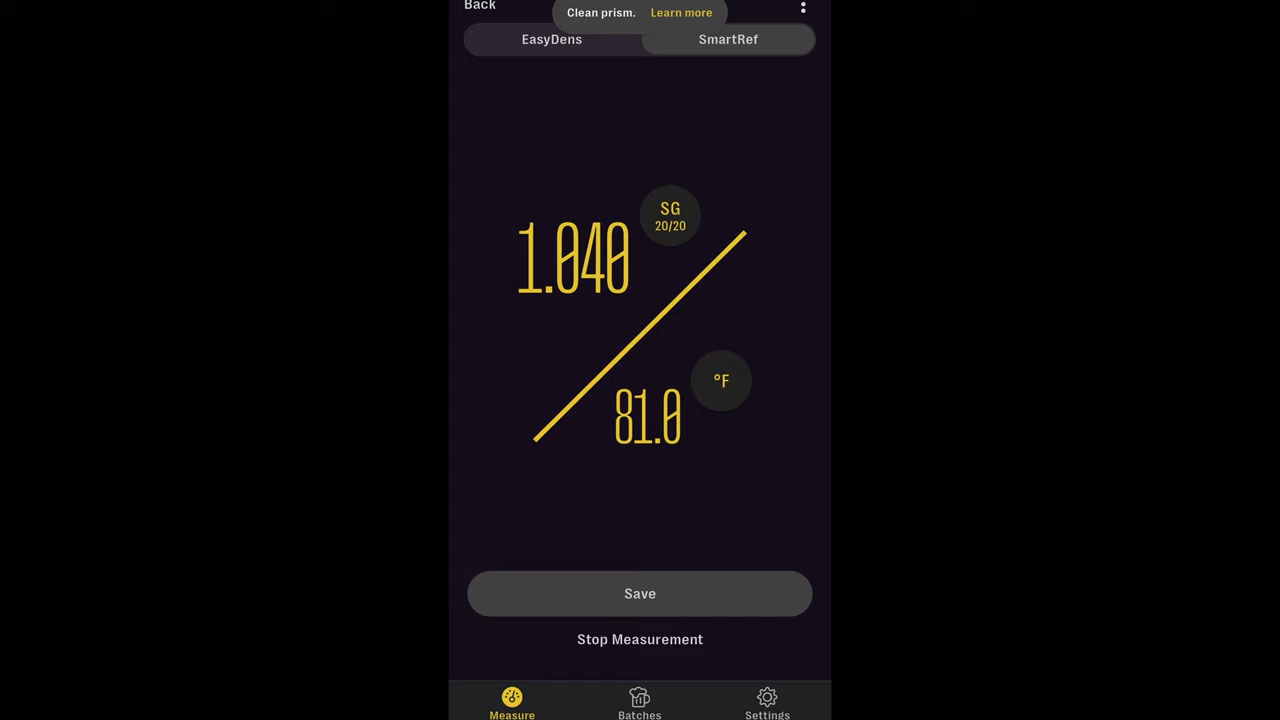 Back
Clean prism. Learn more
EasyDens SmartRef
1.040
SG
20/20
°F
81.0
Save
Stop Measurement
Measure Batches Settings